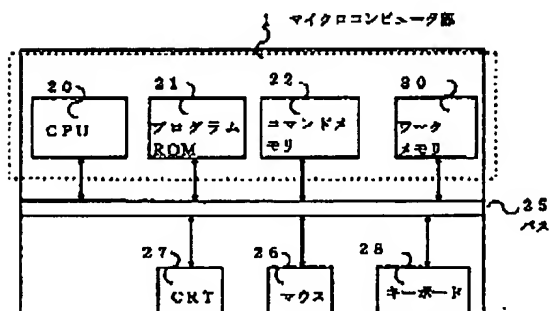 1 マイクロコンピュータ部
20 21 22 30
CPU プログラム コマンドメ ワーク
ROM モリ メモリ
25
バス
27 26 28
CRT マウス キーボード